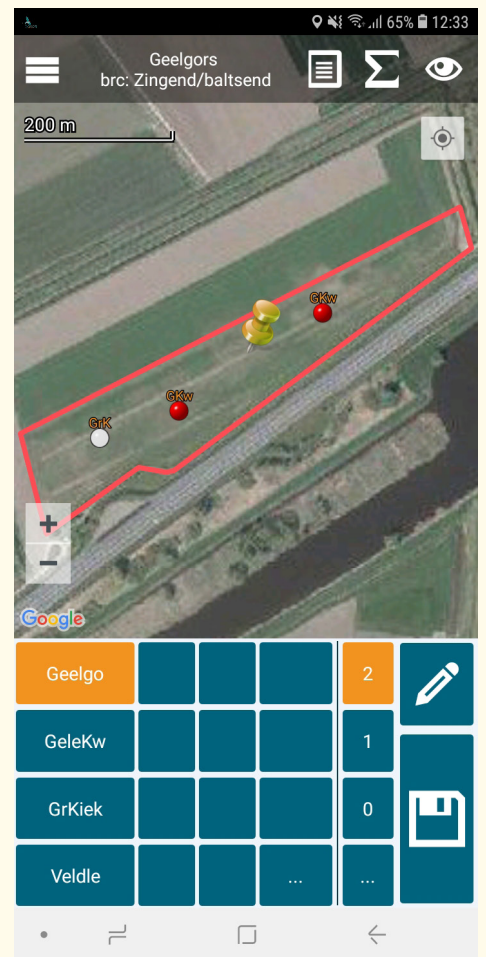 65% 12:33
Geelgors
brc: Zingend/baltsend
200 m
GKw
GKw
GrK
+
−
Google
Geelgo 2
GeleKw 1
GrKiek 0
Veldle ... ...